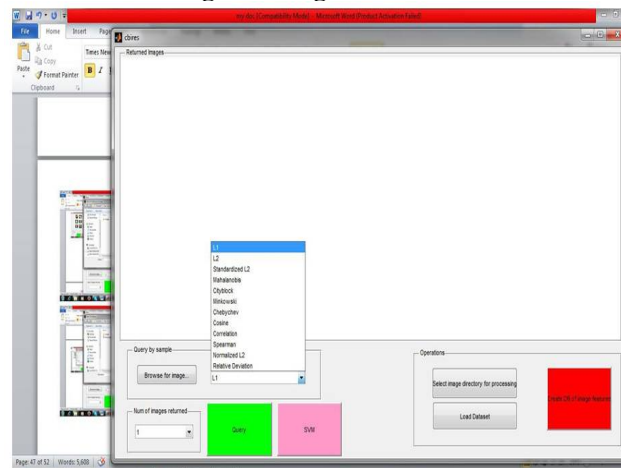 my doc [Compatibility Mode] - Microsoft Word (Product Activation Failed)
File Home Insert Page
Cut
Copy
Paste
Format Painter
Clipboard
Times New
B I
cbires
Returned Images
L1
L2
Standardized L2
Mahalanobis
Cityblock
Minkowski
Chebychev
Cosine
Correlation
Spearman
Normalized L2
Relative Deviation
Query by sample
Browse for image...
L1
Num of images returned
1
Query
SVM
Operations
Select image directory for processing
Load Dataset
Create DB of image features
Page: 47 of 52 Words: 5,608